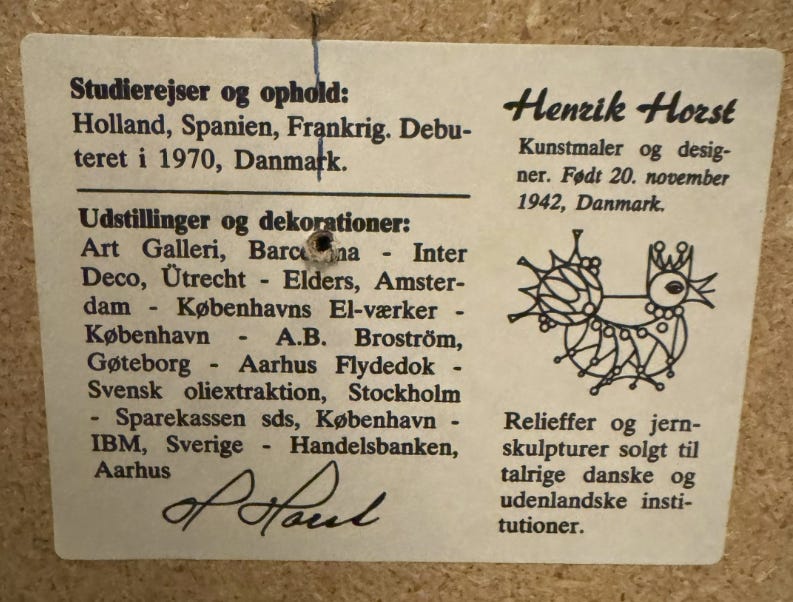 Studierejser og ophold:
Holland, Spanien, Frankrig. Debu-
teret i 1970, Danmark.
Udstillinger og dekorationer:
Art Galleri, Barcelona - Inter
Deco, Ütrecht - Elders, Amster-
dam - Københavns El-værker -
København - A.B. Broström,
Gøteborg - Aarhus Flydedok -
Svensk oliextraktion, Stockholm
- Sparekassen sds, København -
IBM, Sverige - Handelsbanken,
Aarhus
H Horst
Henrik Horst
Kunstmaler og desig-
ner. Født 20. november
1942, Danmark.
Relieffer og jern-
skulpturer solgt til
talrige danske og
udenlandske insti-
tutioner.